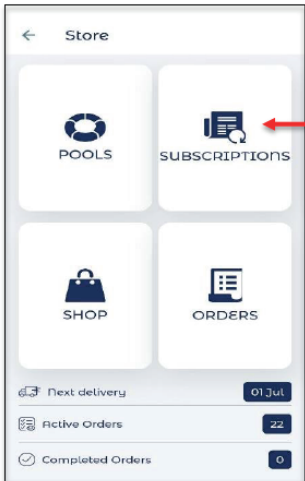 Store
POOLS
SUBSCRIPTIONS
SHOP
ORDERS
Next delivery 01 Jul
Active Orders 22
Completed Orders 0